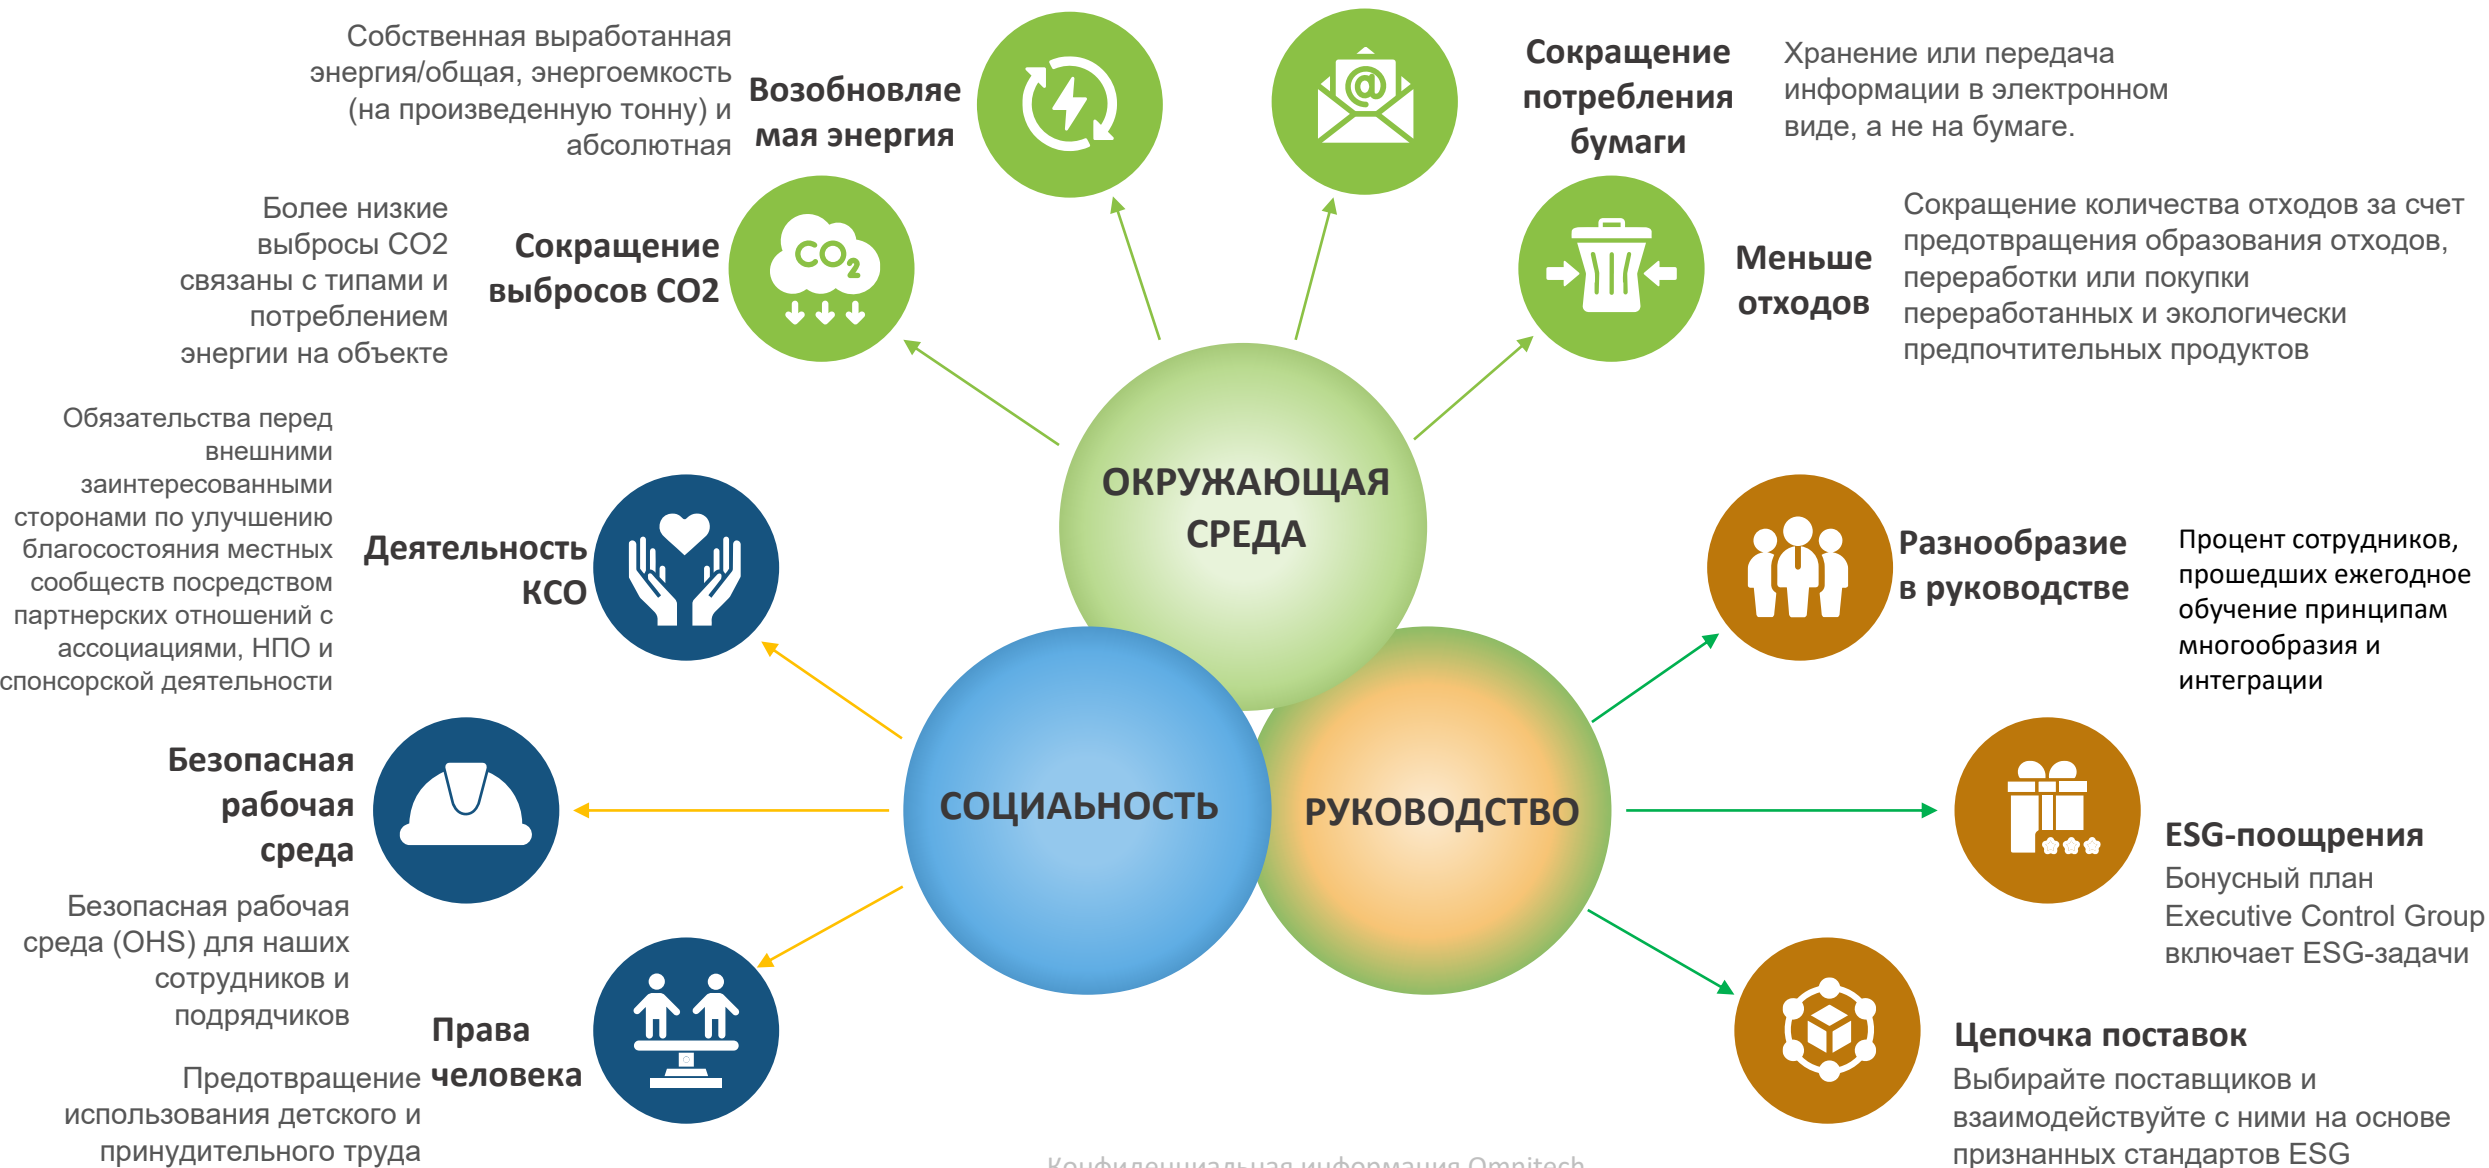 Собственная выработанная
энергия/общая, энергоемкость
(на произведенную тонну) и
абсолютная
Возобновляе
мая энергия
@
Сокращение
потребления
бумаги
Хранение или передача
информации в электронном
виде, а не на бумаге.
Более низкие
выбросы CO2
связаны с типами и
потреблением
энергии на объекте
Сокращение
выбросов CO2
CO2
Меньше
отходов
Сокращение количества отходов за счет
предотвращения образования отходов,
переработки или покупки
переработанных и экологически
предпочтительных продуктов
Обязательства перед
внешними
заинтересованными
сторонами по улучшению
благосостояния местных
сообществ посредством
партнерских отношений с
ассоциациями, НПО и
спонсорской деятельности
Деятельность
КСО
ОКРУЖАЮЩАЯ
СРЕДА
Разнообразие
в руководстве
Процент сотрудников,
прошедших ежегодное
обучение принципам
многообразия и
интеграции
Безопасная
рабочая
среда
СОЦИАЬНОСТЬ
РУКОВОДСТВО
ESG-поощрения
Бонусный план
Executive Control Group
включает ESG-задачи
Безопасная рабочая
среда (OHS) для наших
сотрудников и
подрядчиков
Права
человека
Предотвращение
использования детского и
принудительного труда
Цепочка поставок
Выбирайте поставщиков и
взаимодействуйте с ними на основе
признанных стандартов ESG
Конфиденциальная информация Omnitech